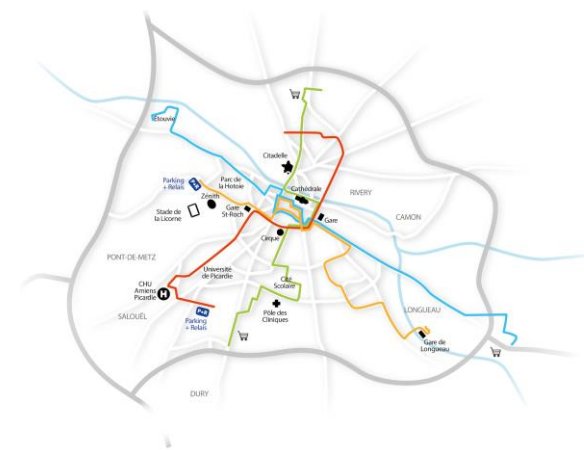 Etouvie
Citadelle
Parking
+ Relais
P+R
Parc de
la Hotoie
Cathédrale
RIVERY
Zénith
Stade de
la Licorne
Gare
St-Roch
Gare
CAMON
Cirque
PONT-DE-METZ
Université
de Picardie
Cité
Scolaire
CHU
Amiens
Picardie
H
SALOUËL
P+R
Parking
+ Relais
Pôle des
Cliniques
LONGUEAU
Gare de
Longueau
DURY